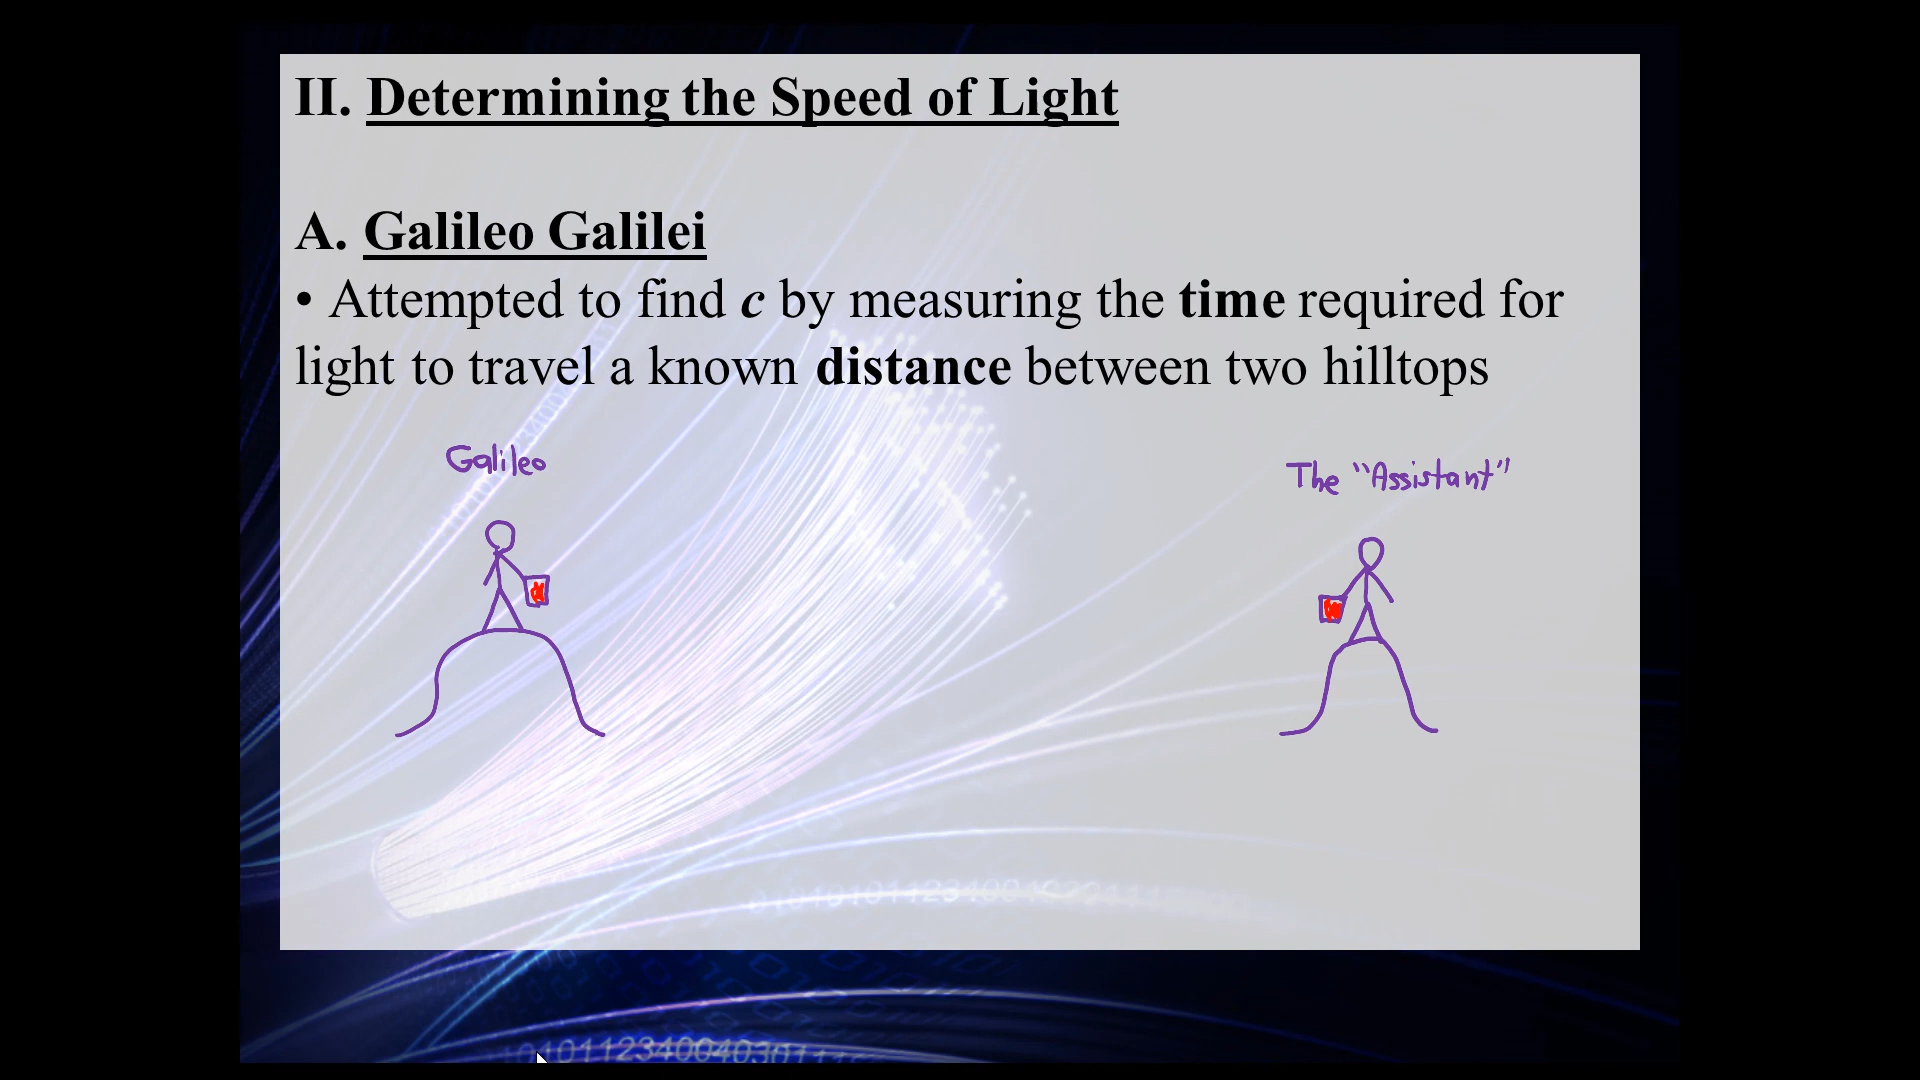 II. Determining the Speed of Light
A. Galileo Galilei
• Attempted to find c by measuring the time required for
light to travel a known distance between two hilltops
Galileo
The "Assistant"